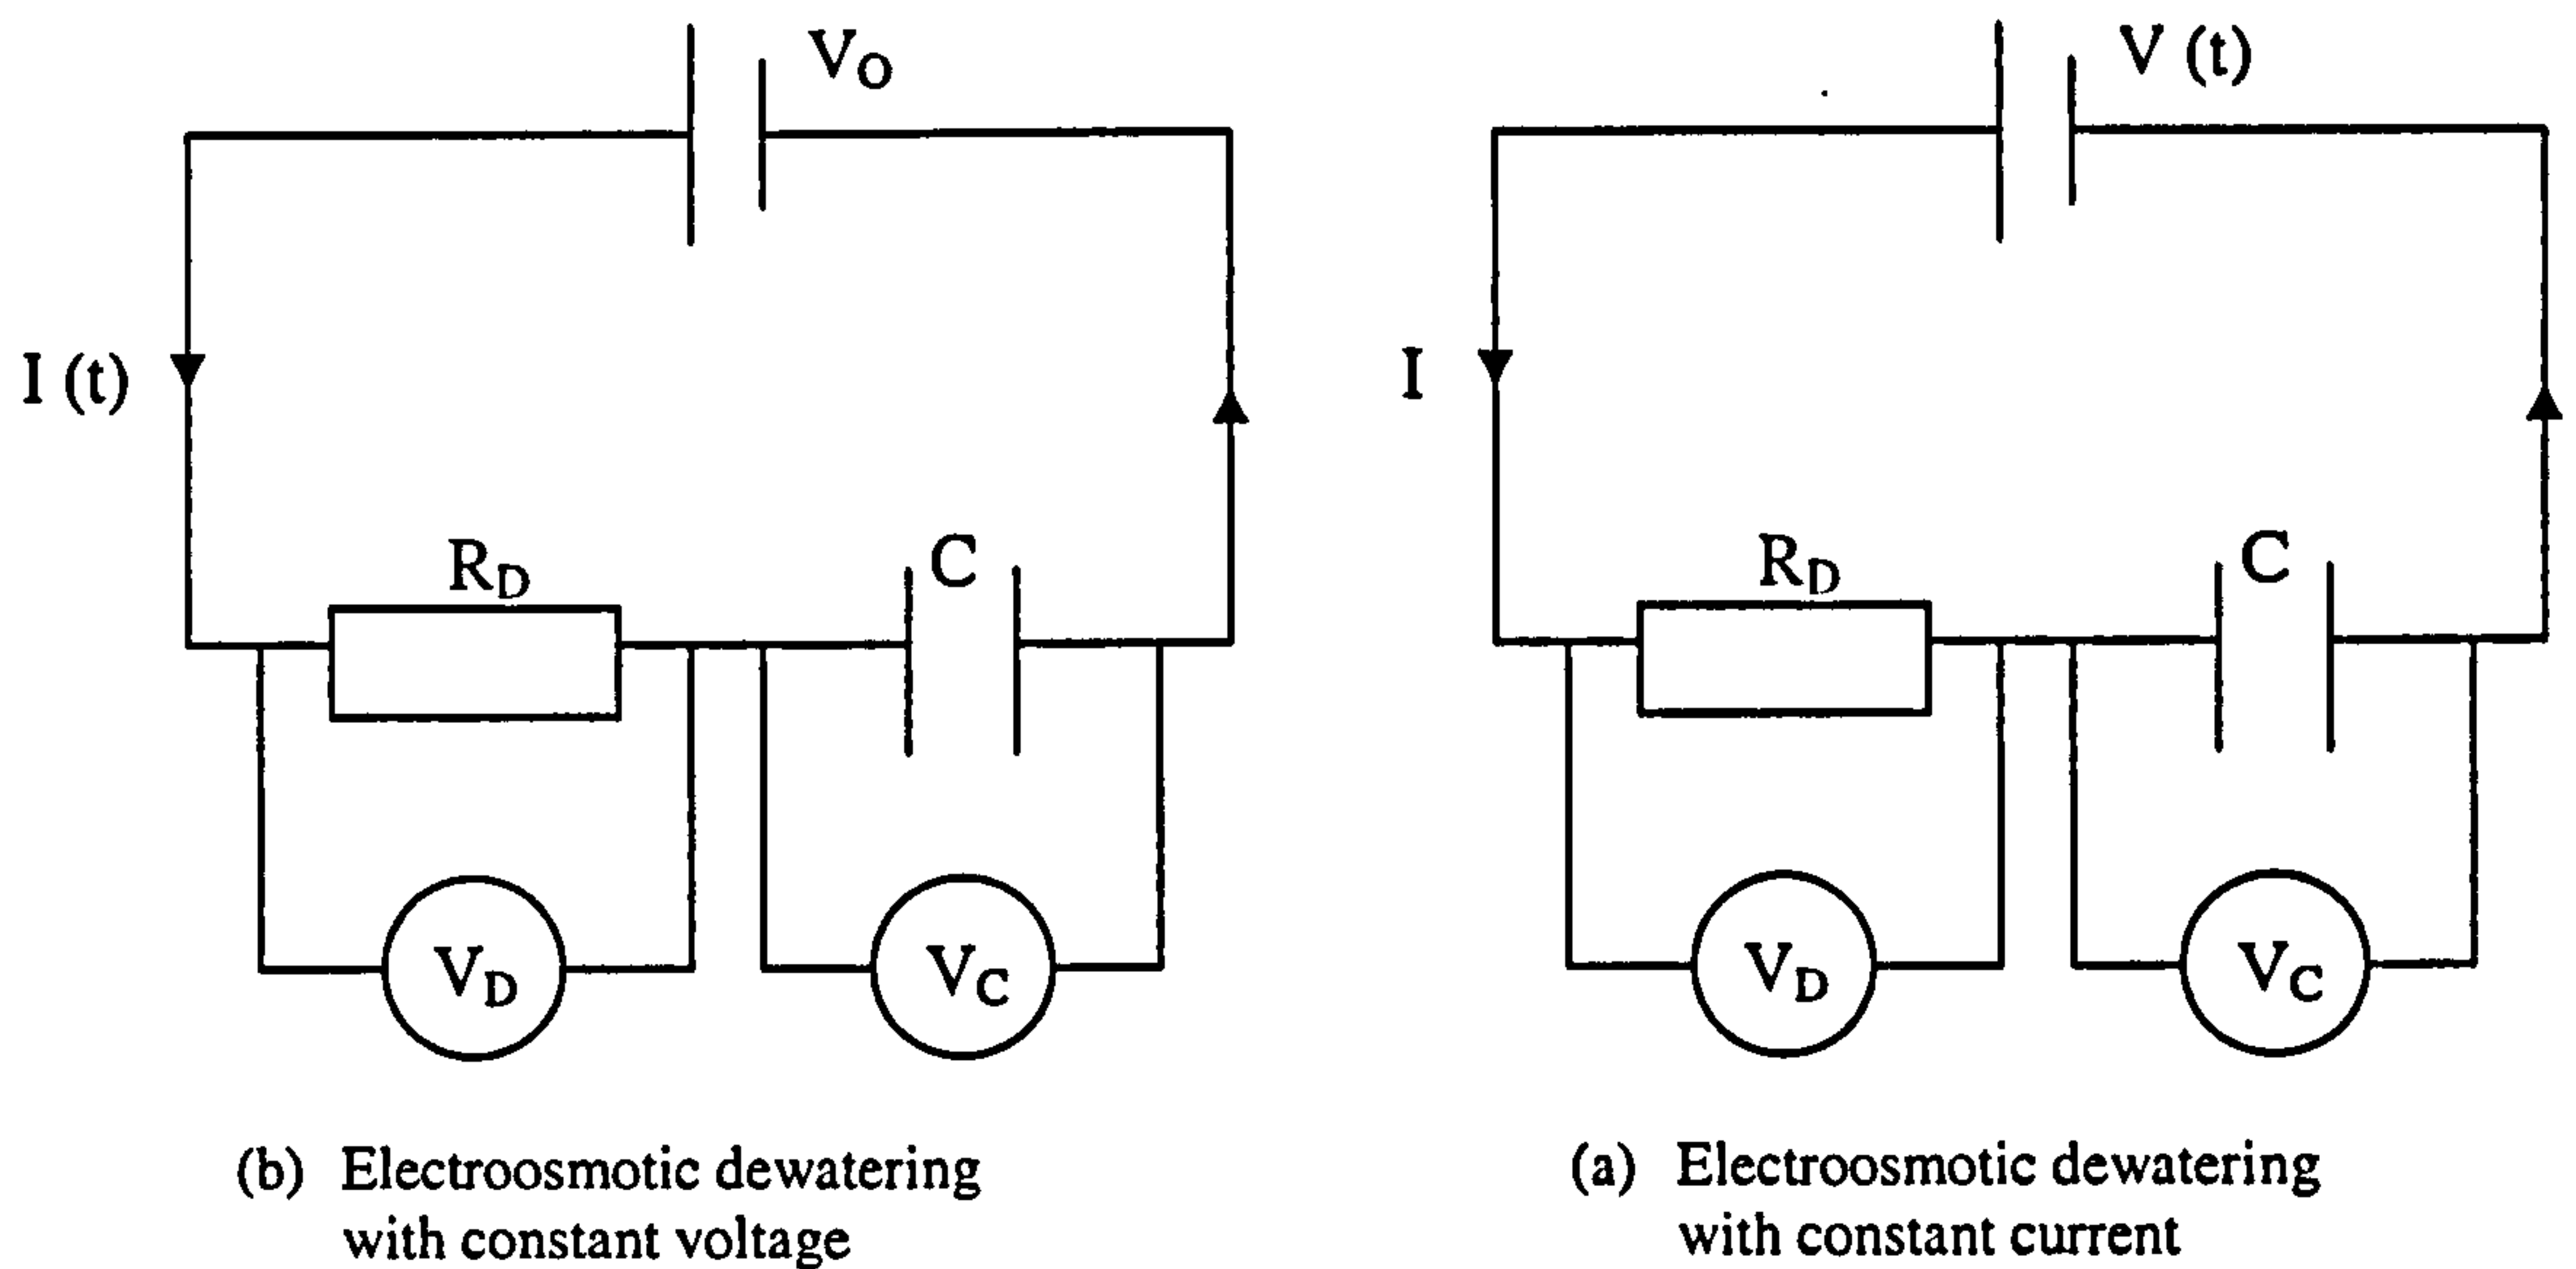 V_O
I (t)
R_D
C
V_D
V_C
(b) Electroosmotic dewatering
with constant voltage
V (t)
I
R_D
C
V_D
V_C
(a) Electroosmotic dewatering
with constant current